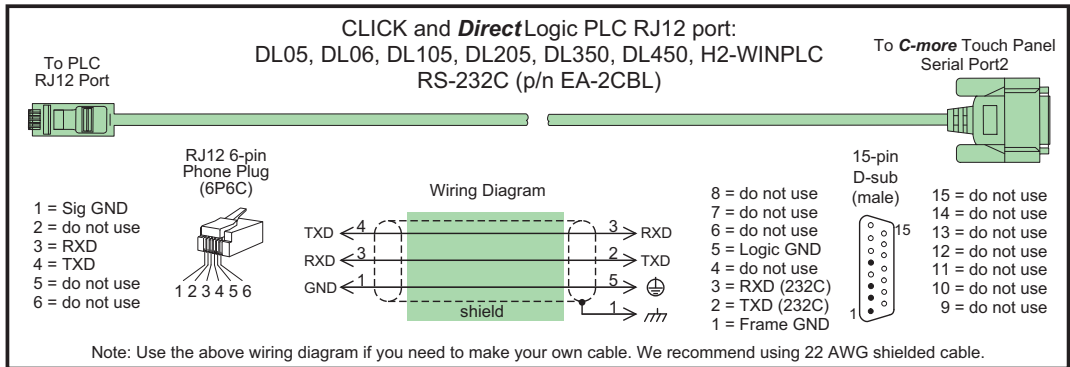 CLICK and DirectLogic PLC RJ12 port:
DL05, DL06, DL105, DL205, DL350, DL450, H2-WINPLC
RS-232C (p/n EA-2CBL)
To PLC
RJ12 Port
To C-more Touch Panel
Serial Port2
RJ12 6-pin
Phone Plug
(6P6C)
1 = Sig GND
2 = do not use
3 = RXD
4 = TXD
5 = do not use
6 = do not use
1 2 3 4 5 6
Wiring Diagram
TXD 4 3 RXD
RXD 3 2 TXD
GND 1 5
shield 1
8 = do not use
7 = do not use
6 = do not use
5 = Logic GND
4 = do not use
3 = RXD (232C)
2 = TXD (232C)
1 = Frame GND
15-pin
D-sub
(male)
15
1
15 = do not use
14 = do not use
13 = do not use
12 = do not use
11 = do not use
10 = do not use
9 = do not use
Note: Use the above wiring diagram if you need to make your own cable. We recommend using 22 AWG shielded cable.